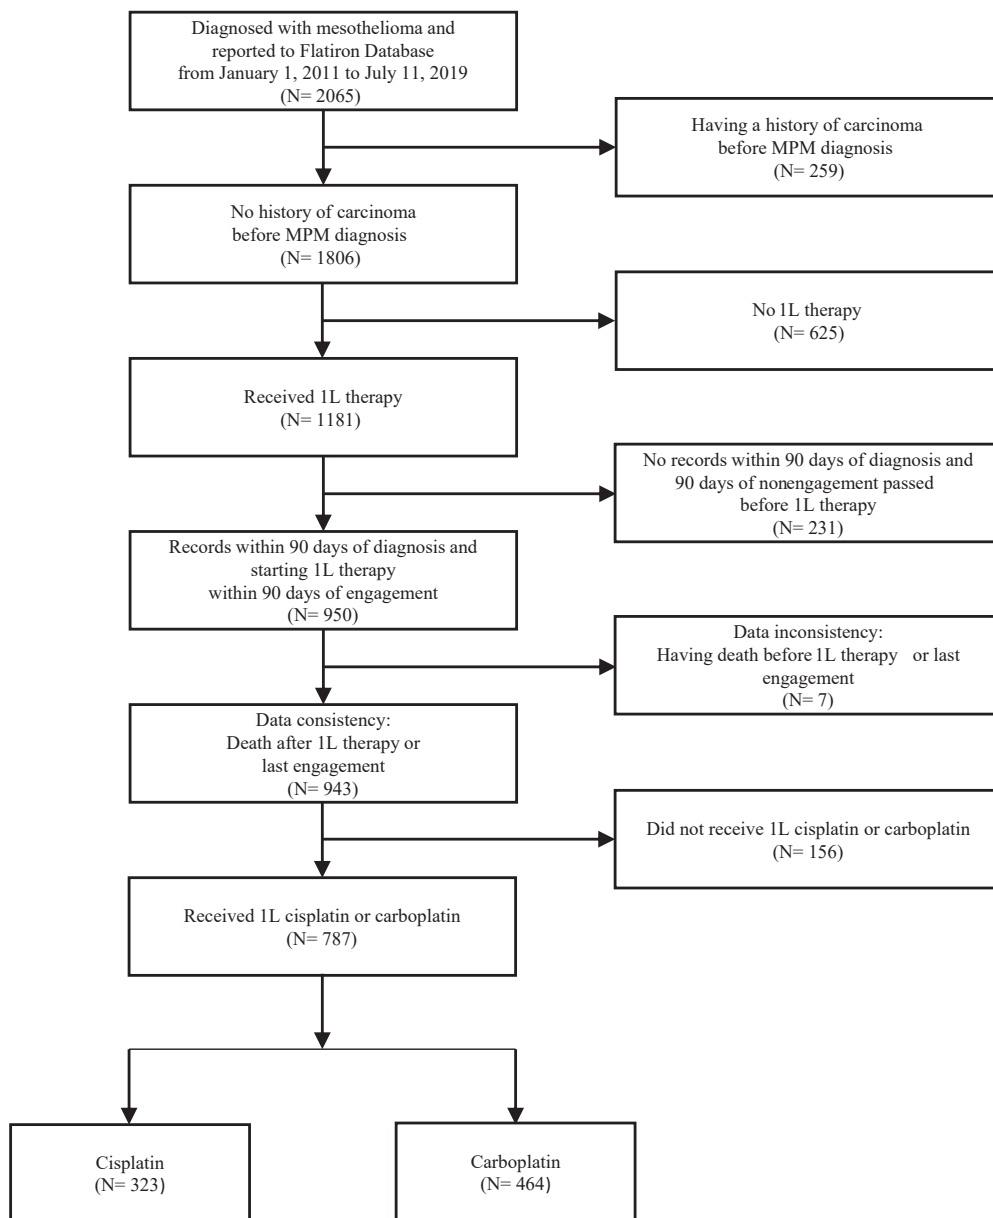 Diagnosed with mesothelioma and
reported to Flatiron Database
from January 1, 2011 to July 11, 2019
(N= 2065)
Having a history of carcinoma
before MPM diagnosis
(N= 259)
No history of carcinoma
before MPM diagnosis
(N= 1806)
No 1L therapy
(N= 625)
Received 1L therapy
(N= 1181)
No records within 90 days of diagnosis and
90 days of nonengagement passed
before 1L therapy
(N= 231)
Records within 90 days of diagnosis and
starting 1L therapy
within 90 days of engagement
(N= 950)
Data inconsistency:
Having death before 1L therapy or last
engagement
(N= 7)
Data consistency:
Death after 1L therapy or
last engagement
(N= 943)
Did not receive 1L cisplatin or carboplatin
(N= 156)
Received 1L cisplatin or carboplatin
(N= 787)
Cisplatin
(N= 323)
Carboplatin
(N= 464)